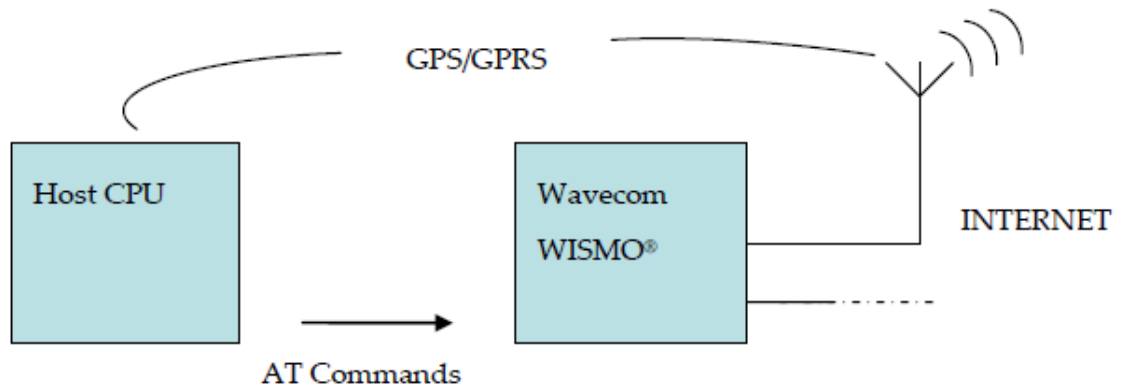 GPS/GPRS
Host CPU
Wavecom
WISMO®
INTERNET
AT Commands